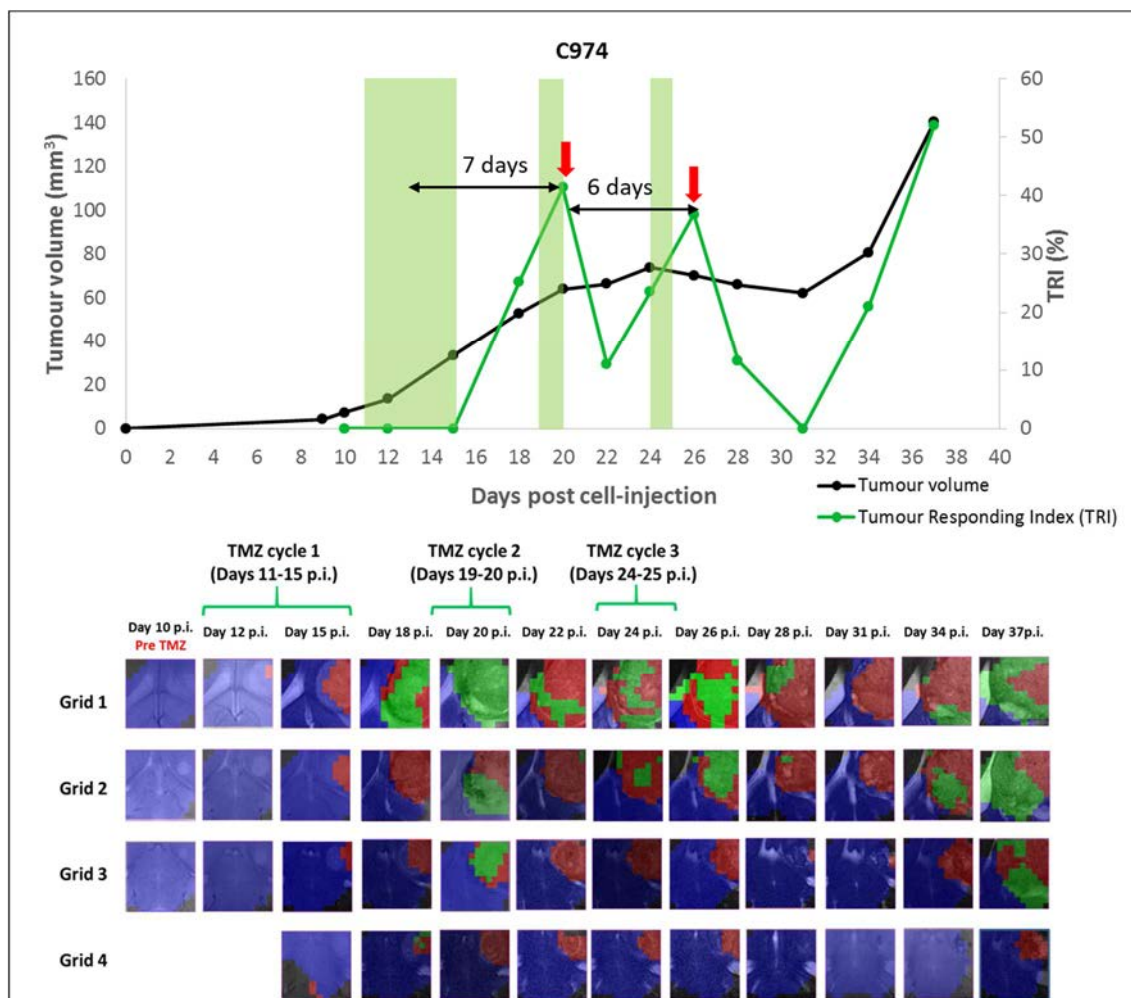 C974
160
140
120
100
80
60
40
20
0
Tumour volume (mm³)
60
50
40
30
20
10
0
TRI (%)
7 days
6 days
0 2 4 6 8 10 12 14 16 18 20 22 24 26 28 30 32 34 36 38 40
Days post cell-injection
Tumour volume
Tumour Responding Index (TRI)
TMZ cycle 1
(Days 11-15 p.i.)
TMZ cycle 2
(Days 19-20 p.i.)
TMZ cycle 3
(Days 24-25 p.i.)
Day 10 p.i. Day 12 p.i. Day 15 p.i. Day 18 p.i. Day 20 p.i. Day 22 p.i. Day 24 p.i. Day 26 p.i. Day 28 p.i. Day 31 p.i. Day 34 p.i. Day 37p.i.
Pre TMZ
Grid 1
Grid 2
Grid 3
Grid 4